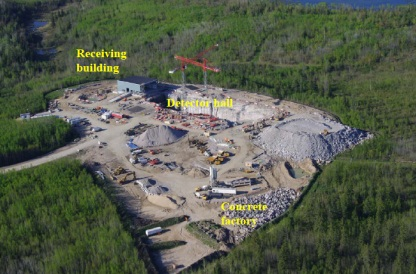 Receiving
building
Detector hall
Concrete
factory